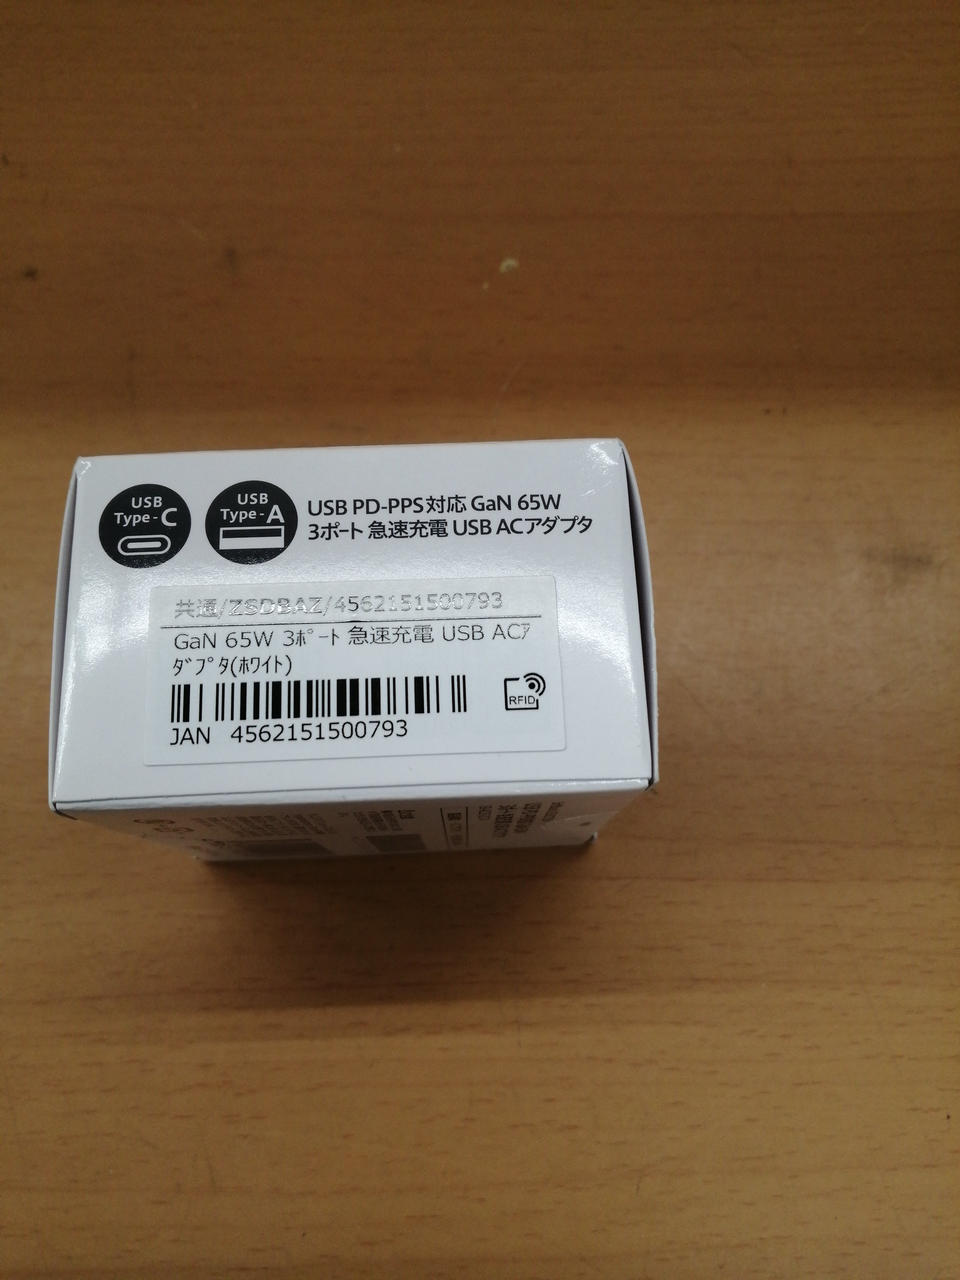 USB
Type-C
USB
Type-A
USB PD-PPS対応 GaN 65W
3ポート 急速充電 USB ACアダプタ
共通/ZSDBAZ/4562151500793
GaN 65W 3ﾎﾟｰﾄ 急速充電 USB ACｱ
ﾀﾞﾌﾟﾀ(ﾎﾜｲﾄ)
RFID
JAN 4562151500793